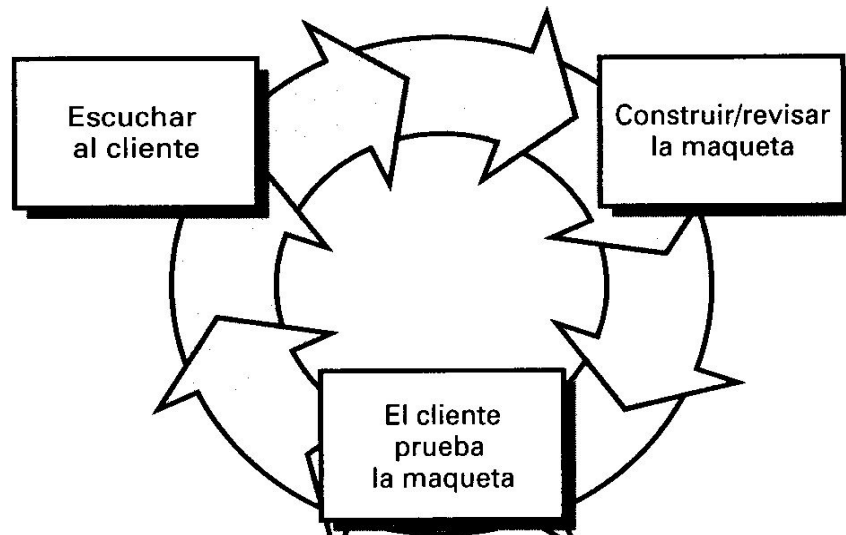 Escuchar
al cliente
Construir/revisar
la maqueta
El cliente
prueba
la maqueta